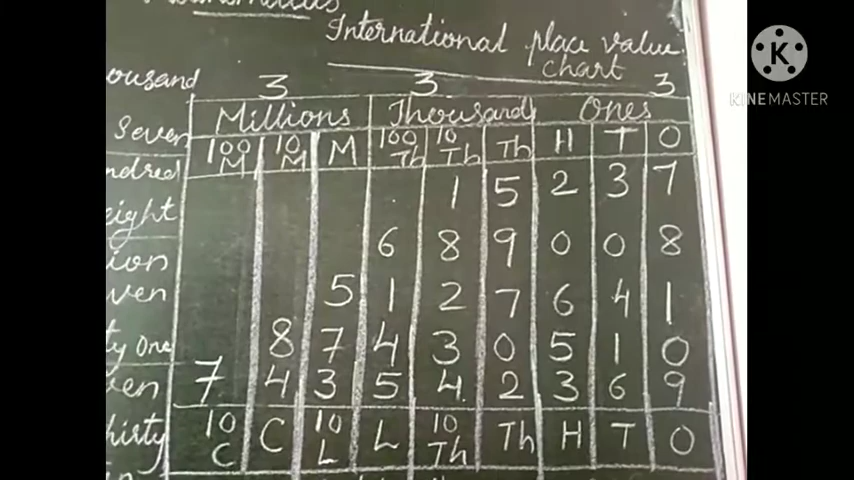 International place value
chart
K
KINEMASTER
ousand
3 3 3
Millions Thousand Ones
Seven
100 M 10 M M 100 Th 10 Th Th H T O
ndred
1 5 2 3 7
eight
6 8 9 0 0 8
ion
ven
5 1 2 7 6 4 1
ty One
8 7 4 3 0 5 1 0
ven
7 4 3 5 4 2 3 6 9
hirty
10 C C 10 L L 10 Th Th H T O